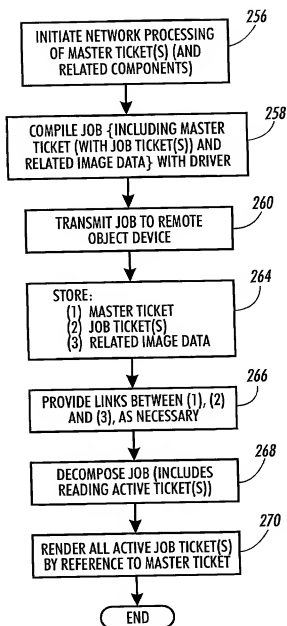 256
INITIATE NETWORK PROCESSING
OF MASTER TICKET(S) (AND
RELATED COMPONENTS)
258
COMPILE JOB {INCLUDING MASTER
TICKET (WITH JOB TICKET(S)) AND
RELATED IMAGE DATA} WITH DRIVER
260
TRANSMIT JOB TO REMOTE
OBJECT DEVICE
264
STORE:
(1) MASTER TICKET
(2) JOB TICKET(S)
(3) RELATED IMAGE DATA
266
PROVIDE LINKS BETWEEN (1), (2)
AND (3), AS NECESSARY
268
DECOMPOSE JOB (INCLUDES
READING ACTIVE TICKET(S))
270
RENDER ALL ACTIVE JOB TICKET(S)
BY REFERENCE TO MASTER TICKET
END